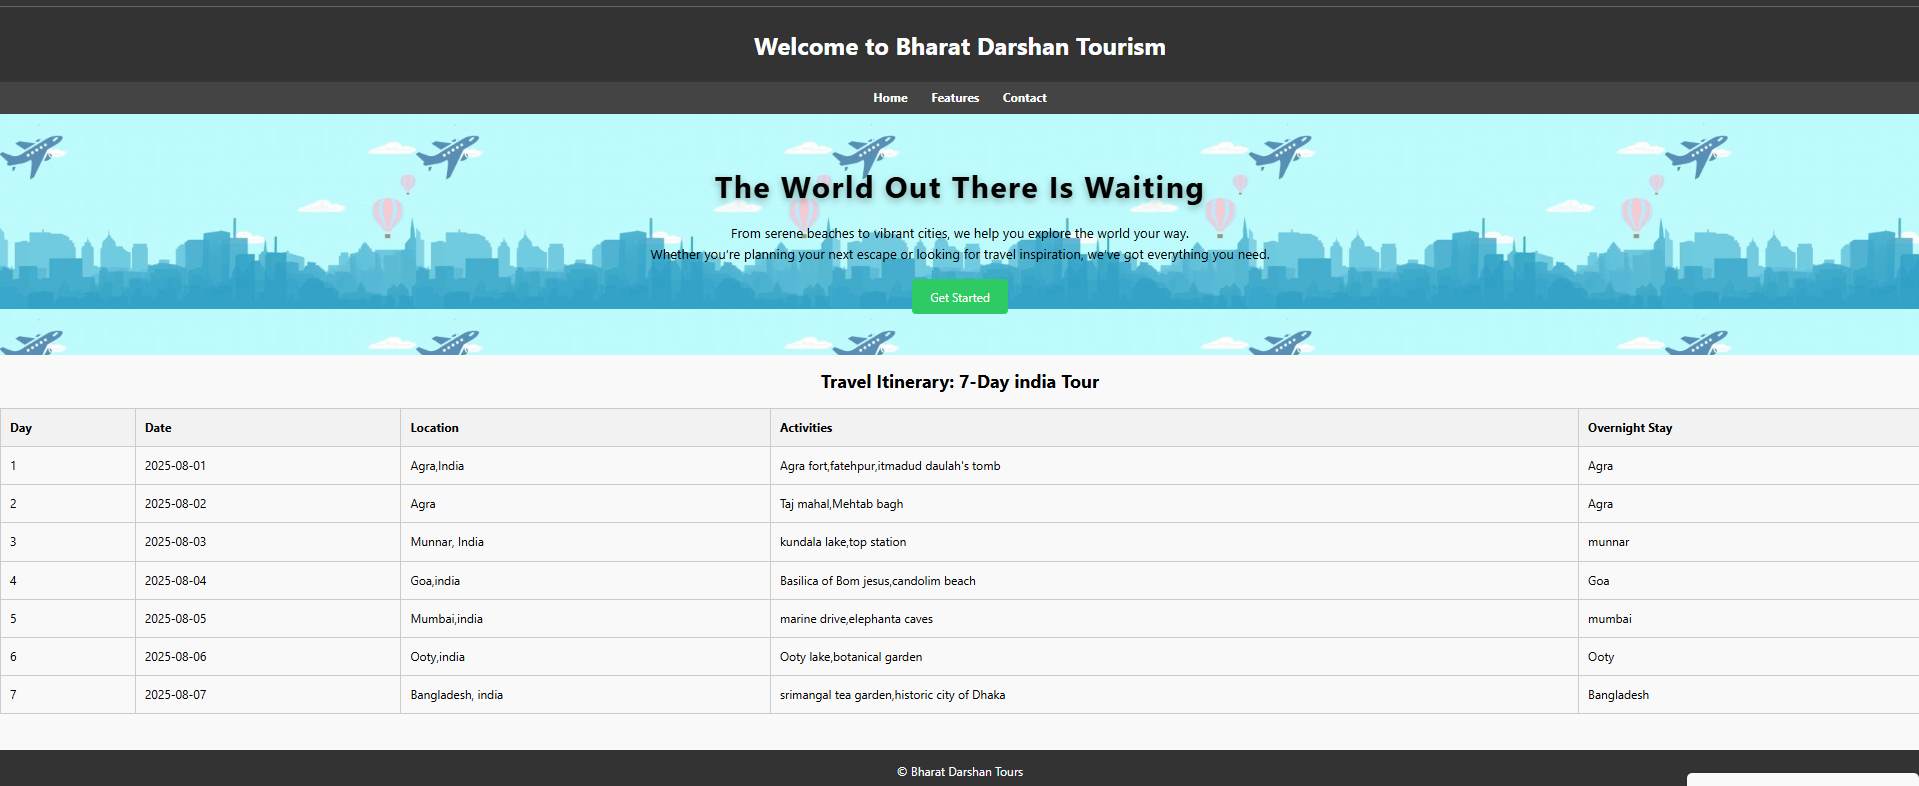 Welcome to Bharat Darshan Tourism
Home Features Contact
The World Out There Is Waiting
From serene beaches to vibrant cities, we help you explore the world your way.
Whether you're planning your next escape or looking for travel inspiration, we've got everything you need.
Get Started
Travel Itinerary: 7-Day india Tour
Day Date Location Activities Overnight Stay
1 2025-08-01 Agra,India Agra fort,fatehpur,itmadud daulah's tomb Agra
2 2025-08-02 Agra Taj mahal,Mehtab bagh Agra
3 2025-08-03 Munnar, India kundala lake,top station munnar
4 2025-08-04 Goa,india Basilica of Bom jesus,candolim beach Goa
5 2025-08-05 Mumbai,india marine drive,elephanta caves mumbai
6 2025-08-06 Ooty,india Ooty lake,botanical garden Ooty
7 2025-08-07 Bangladesh, india srimangal tea garden,historic city of Dhaka Bangladesh
© Bharat Darshan Tours